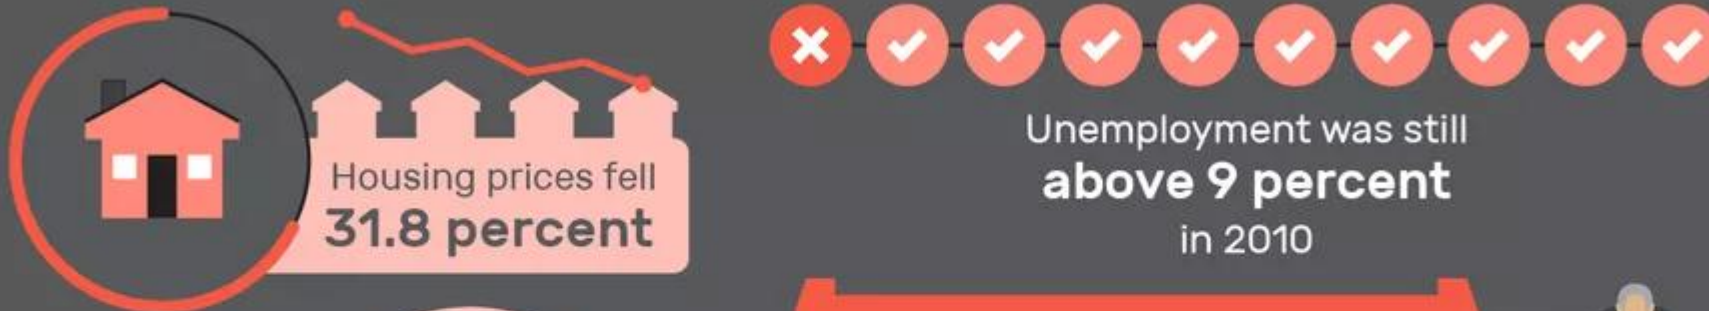 Housing prices fell
31.8 percent
Unemployment was still
above 9 percent
in 2010